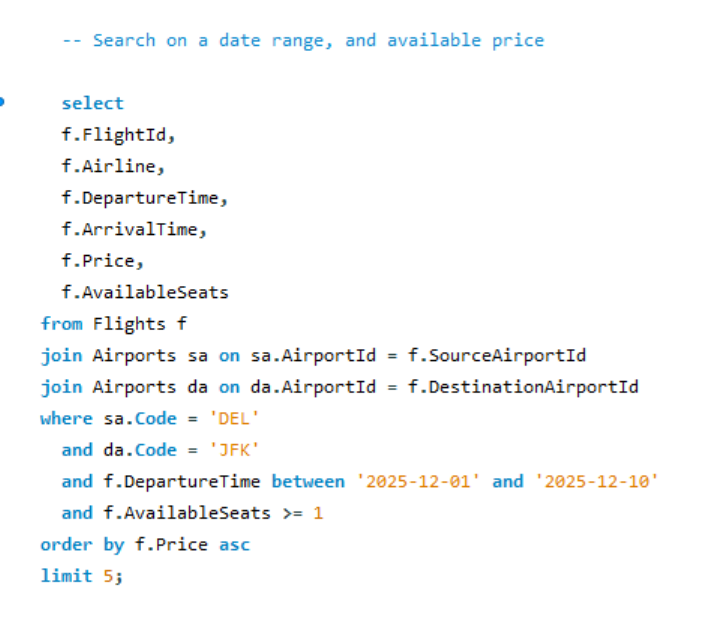 -- Search on a date range, and available price
select
f.FlightId,
f.Airline,
f.DepartureTime,
f.ArrivalTime,
f.Price,
f.AvailableSeats
from Flights f
join Airports sa on sa.AirportId = f.SourceAirportId
join Airports da on da.AirportId = f.DestinationAirportId
where sa.Code = 'DEL'
and da.Code = 'JFK'
and f.DepartureTime between '2025-12-01' and '2025-12-10'
and f.AvailableSeats >= 1
order by f.Price asc
limit 5;